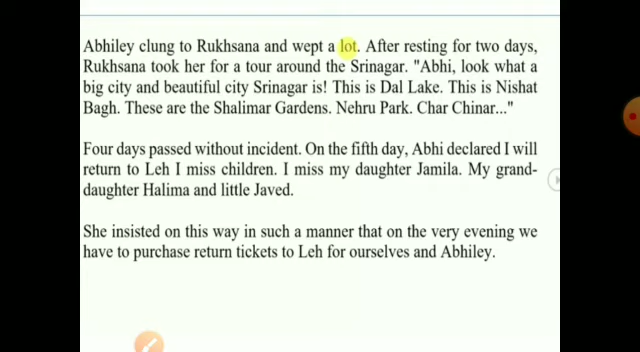 Abhiley clung to Rukhsana and wept a lot. After resting for two days,
Rukhsana took her for a tour around the Srinagar. "Abhi, look what a
big city and beautiful city Srinagar is! This is Dal Lake. This is Nishat
Bagh. These are the Shalimar Gardens. Nehru Park. Char Chinar..."
Four days passed without incident. On the fifth day, Abhi declared I will
return to Leh I miss children. I miss my daughter Jamila. My grand-
daughter Halima and little Javed.
She insisted on this way in such a manner that on the very evening we
have to purchase return tickets to Leh for ourselves and Abhiley.